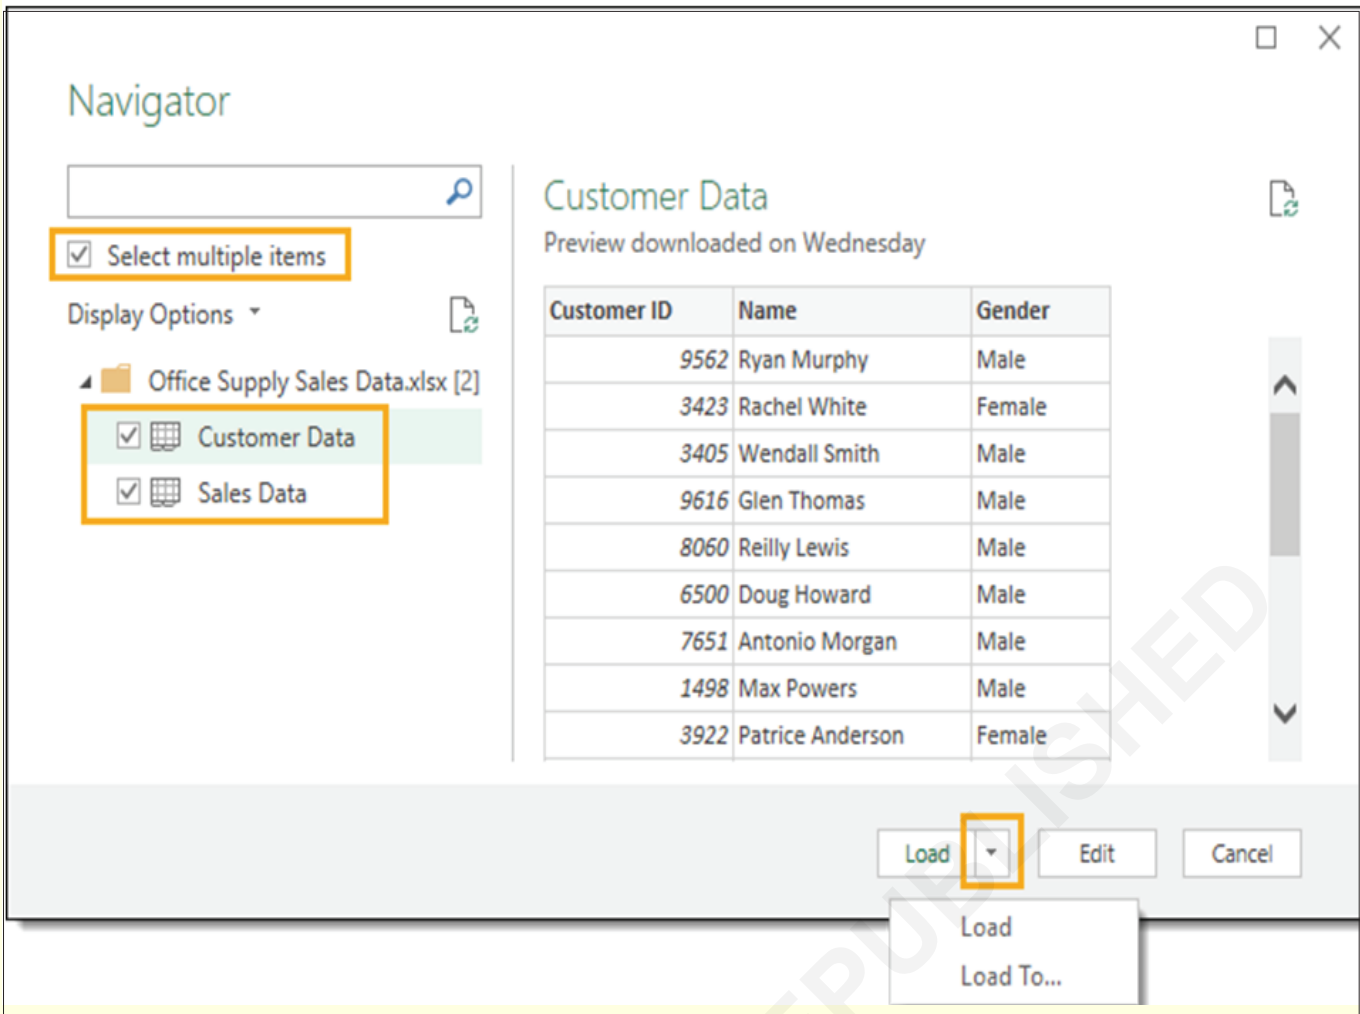 Navigator
Select multiple items
Display Options
Office Supply Sales Data.xlsx [2]
Customer Data
Sales Data
Customer Data
Preview downloaded on Wednesday
Customer ID Name Gender
9562 Ryan Murphy Male
3423 Rachel White Female
3405 Wendall Smith Male
9616 Glen Thomas Male
8060 Reilly Lewis Male
6500 Doug Howard Male
7651 Antonio Morgan Male
1498 Max Powers Male
3922 Patrice Anderson Female
Load Edit Cancel
Load
Load To...
EPUBLISHED